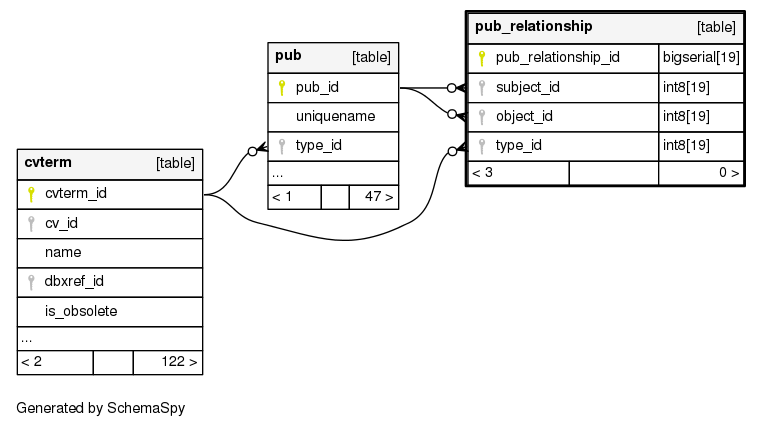 pub_relationship [table]
pub_relationship_id bigserial[19]
subject_id int8[19]
object_id int8[19]
type_id int8[19]
< 3 0 >
pub [table]
pub_id
uniquename
type_id
...
< 1 47 >
cvterm [table]
cvterm_id
cv_id
name
dbxref_id
is_obsolete
...
< 2 122 >
Generated by SchemaSpy